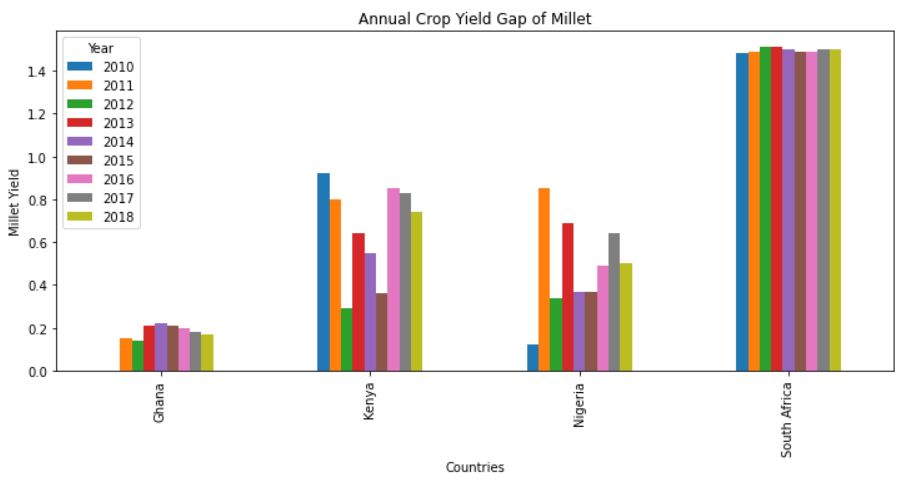 Annual Crop Yield Gap of Millet
Year
2010
2011
2012
2013
2014
2015
2016
2017
2018
Millet Yield
1.4
1.2
1.0
0.8
0.6
0.4
0.2
0.0
Ghana
Kenya
Nigeria
South Africa
Countries